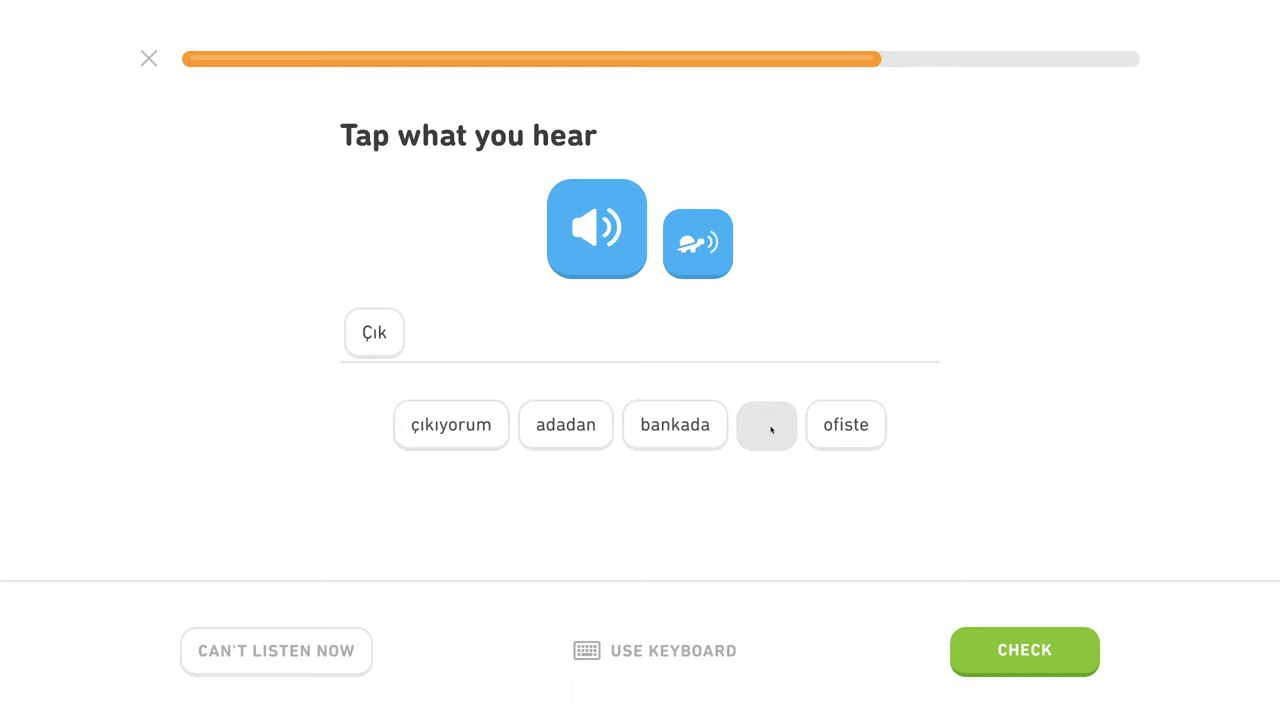 Tap what you hear
Çık
çıkıyorum adadan bankada ofiste
CAN'T LISTEN NOW USE KEYBOARD CHECK